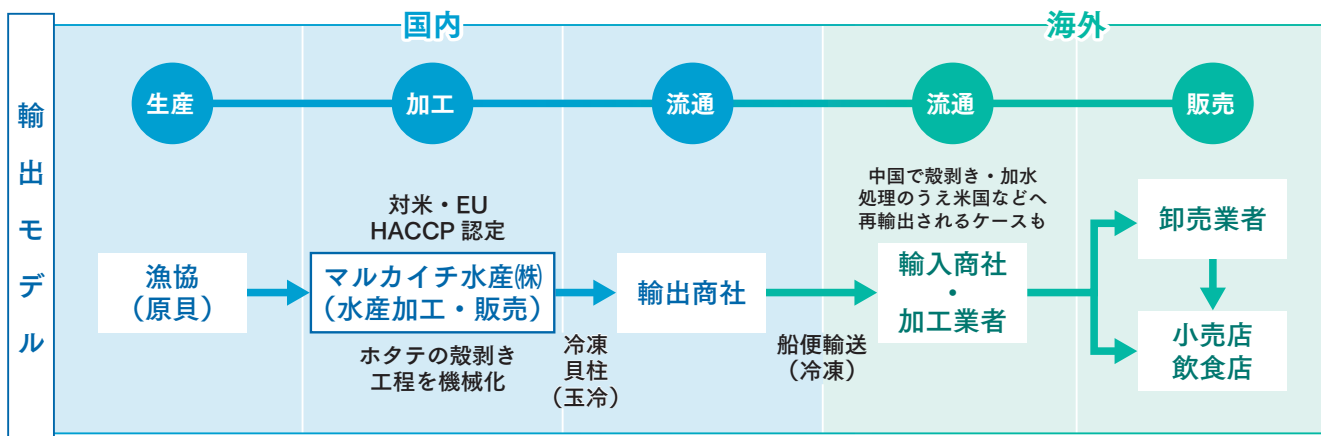 輸出モデル
国内
海外
生産
加工
流通
流通
販売
対米・EU
HACCP 認定
中国で殻剥き・加水
処理のうえ米国などへ
再輸出されるケースも
漁協
（原貝）
マルカイチ水産㈱
（水産加工・販売）
ホタテの殻剥き
工程を機械化
冷凍
貝柱
（玉冷）
輸出商社
船便輸送
（冷凍）
輸入商社
・
加工業者
卸売業者
小売店
飲食店